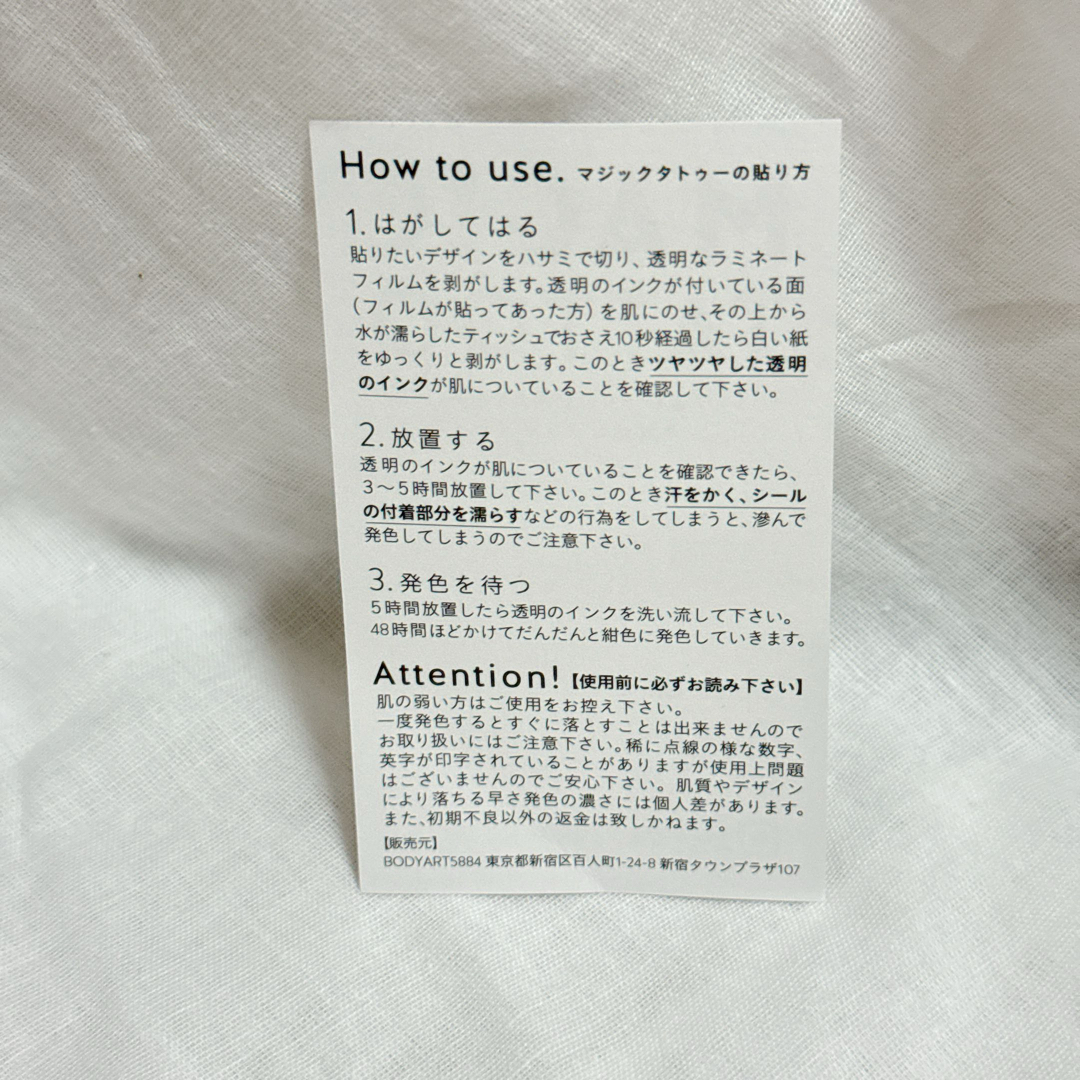 How to use. マジックタトゥーの貼り方
1.はがしてはる
貼りたいデザインをハサミで切り、透明なラミネート
フィルムを剥がします。透明のインクが付いている面
(フィルムが貼ってあった方)を肌にのせ、その上から
水が濡らしたティッシュでおさえ10秒経過したら白い紙
をゆっくりと剥がします。このときツヤツヤした透明
のインクが肌についていることを確認して下さい。
2.放置する
透明のインクが肌についていることを確認できたら、
3〜5時間放置して下さい。このとき汗をかく、シール
の付着部分を濡らすなどの行為をしてしまうと、滲んで
発色してしまうのでご注意下さい。
3.発色を待つ
5時間放置したら透明のインクを洗い流して下さい。
48時間ほどかけてだんだんと紺色に発色していきます。
Attention!【使用前に必ずお読み下さい】
肌の弱い方はご使用をお控え下さい。
一度発色するとすぐに落とすことは出来ませんので
お取り扱いにはご注意下さい。稀に点線の様な数字、
英字が印字されていることがありますが使用上問題
はございませんのでご安心下さい。肌質やデザイン
により落ちる早さ発色の濃さには個人差があります。
また、初期不良以外の返金は致しかねます。
【販売元】
BODYART5884 東京都新宿区百人町1-24-8 新宿タウンプラザ107